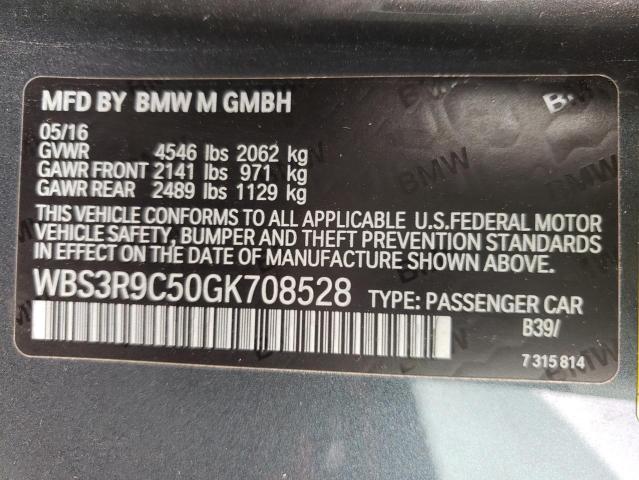 MFD BY BMW M GMBH
05/16
GVWR 4546 lbs 2062 kg
GAWR FRONT 2141 lbs 971 kg
GAWR REAR 2489 lbs 1129 kg
THIS VEHICLE CONFORMS TO ALL APPLICABLE U.S.FEDERAL MOTOR
VEHICLE SAFETY, BUMPER AND THEFT PREVENTION STANDARDS
IN EFFECT ON THE DATE OF MANUFACTURE SHOWN ABOVE.
WBS3R9C50GK708528 TYPE: PASSENGER CAR
B39/
7 315 814
BMW